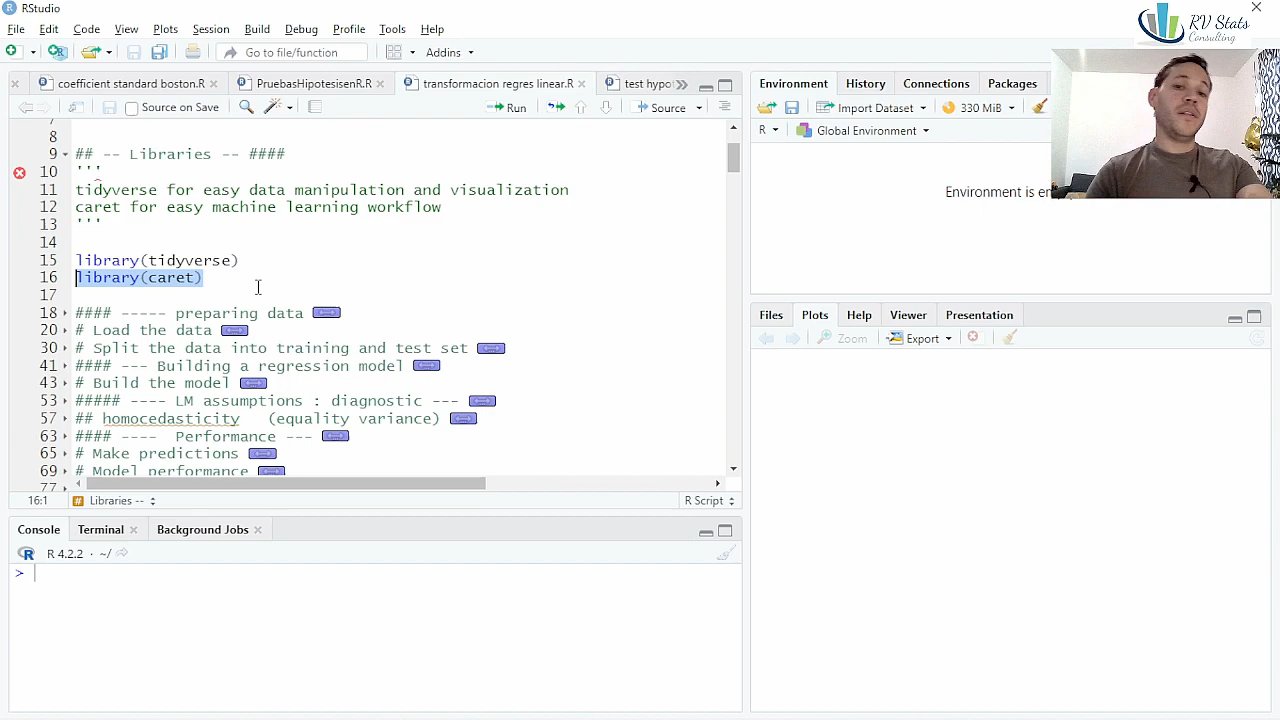 RStudio
RV Stats
Consulting
File Edit Code View Plots Session Build Debug Profile Tools Help
Go to file/function
Addins
coefficient standard boston.R
PruebasHipotesisenR.R
transformation regres linear.R
test hypot
Source on Save
Run
Source
7
8
9 ## -- Libraries -- ####
10 '''
11 tidyverse for easy data manipulation and visualization
12 caret for easy machine learning workflow
13 '''
14
15 library(tidyverse)
16 library(caret)
17
18 #### ----- preparing data
20 # Load the data
30 # Split the data into training and test set
41 #### --- Building a regression model
43 # Build the model
53 ##### ---- LM assumptions : diagnostic ---
57 ## homocedasticity (equality variance)
63 #### ---- Performance ---
65 # Make predictions
69 # Model performance
77
16:1 Libraries -- R Script
Console Terminal Background Jobs
R 4.2.2 · ~/
>
Environment History Connections Packages
Import Dataset 330 MiB
R Global Environment
Environment is em
Files Plots Help Viewer Presentation
Zoom Export